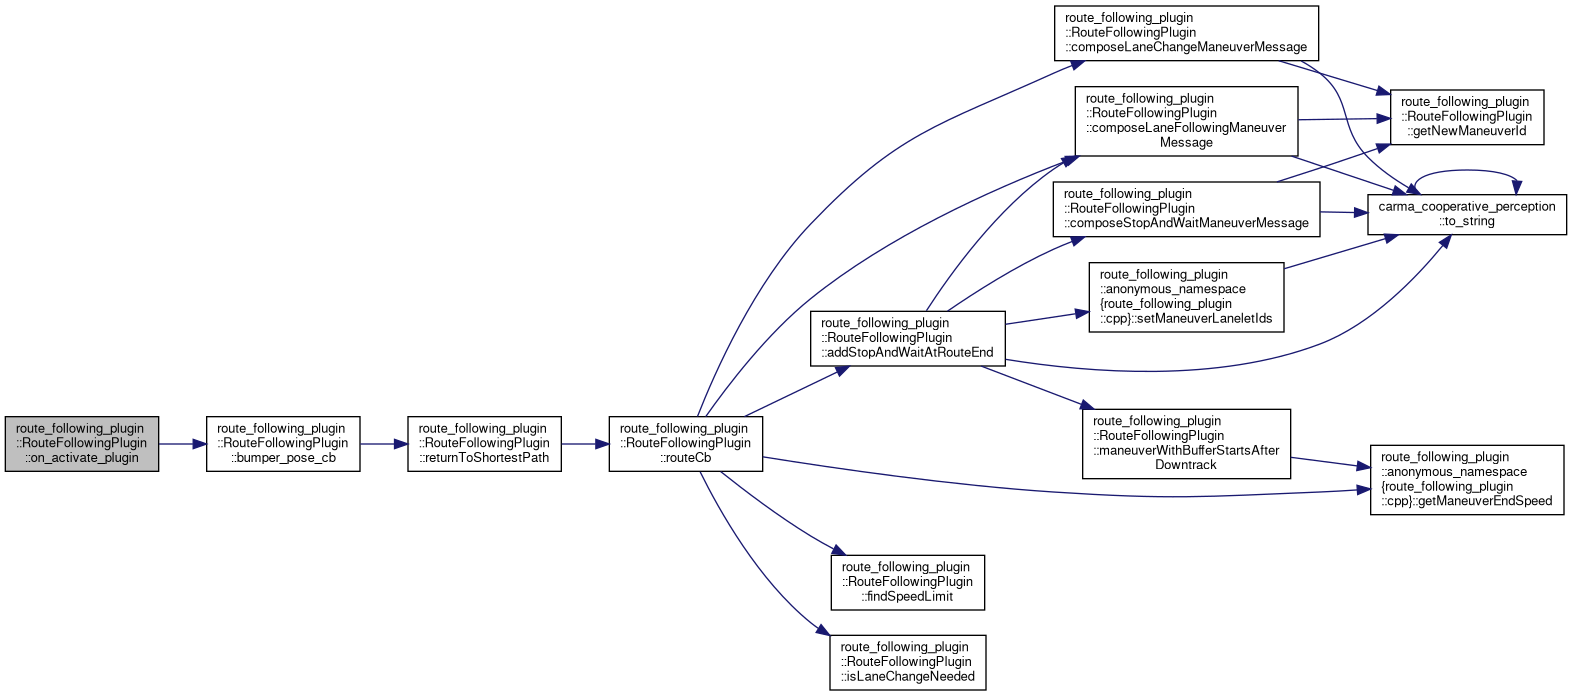 route_following_plugin
::RouteFollowingPlugin
::on_activate_plugin
route_following_plugin
::RouteFollowingPlugin
::bumper_pose_cb
route_following_plugin
::RouteFollowingPlugin
::returnToShortestPath
route_following_plugin
::RouteFollowingPlugin
::routeCb
route_following_plugin
::RouteFollowingPlugin
::addStopAndWaitAtRouteEnd
route_following_plugin
::RouteFollowingPlugin
::composeLaneChangeManeuverMessage
route_following_plugin
::RouteFollowingPlugin
::composeLaneFollowingManeuver
Message
route_following_plugin
::RouteFollowingPlugin
::composeStopAndWaitManeuverMessage
route_following_plugin
::anonymous_namespace
{route_following_plugin
::cpp}::setManeuverLaneletIds
route_following_plugin
::RouteFollowingPlugin
::maneuverWithBufferStartsAfter
Downtrack
route_following_plugin
::RouteFollowingPlugin
::findSpeedLimit
route_following_plugin
::RouteFollowingPlugin
::isLaneChangeNeeded
route_following_plugin
::RouteFollowingPlugin
::getNewManeuverId
carma_cooperative_perception
::to_string
route_following_plugin
::anonymous_namespace
{route_following_plugin
::cpp}::getManeuverEndSpeed